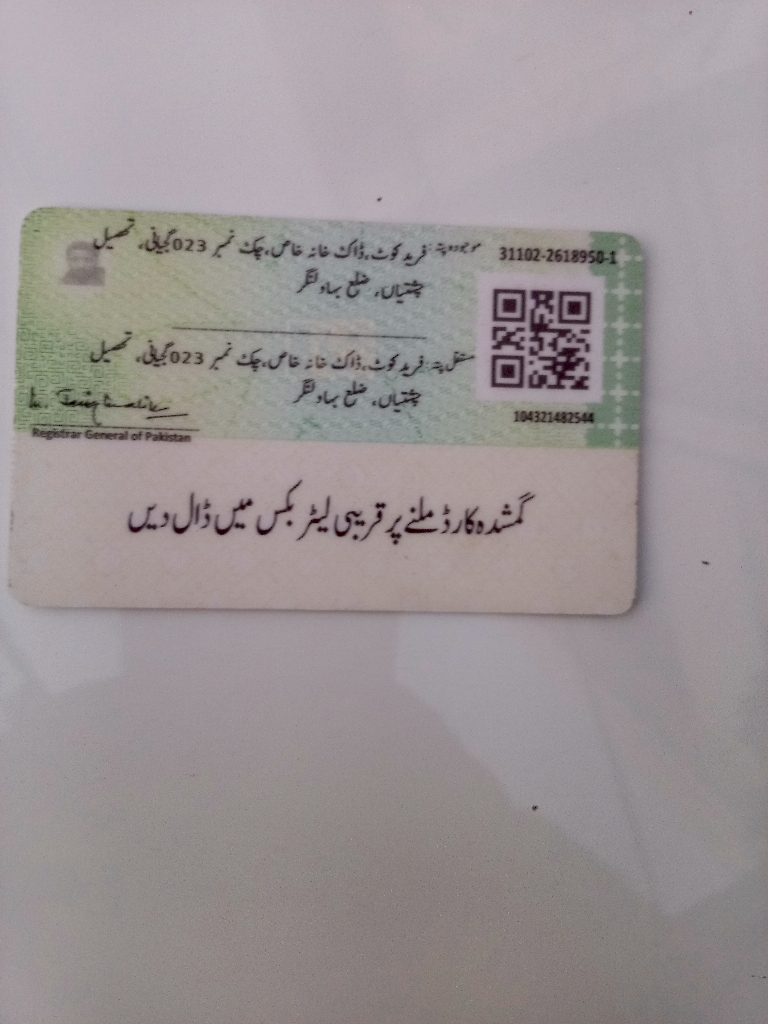 موجودہ پتہ: فرید کوٹ، ڈاک خانہ خاص، چک نمبر 023 گجیانی، تحصیل
چشتیاں، ضلع بہاولنگر
31102-2618950-1
مستقل پتہ: فرید کوٹ، ڈاک خانہ خاص، چک نمبر 023 گجیانی، تحصیل
چشتیاں، ضلع بہاولنگر
104321482544
Registrar General of Pakistan
گمشدہ کارڈ ملنے پر قریبی لیٹر بکس میں ڈال دیں